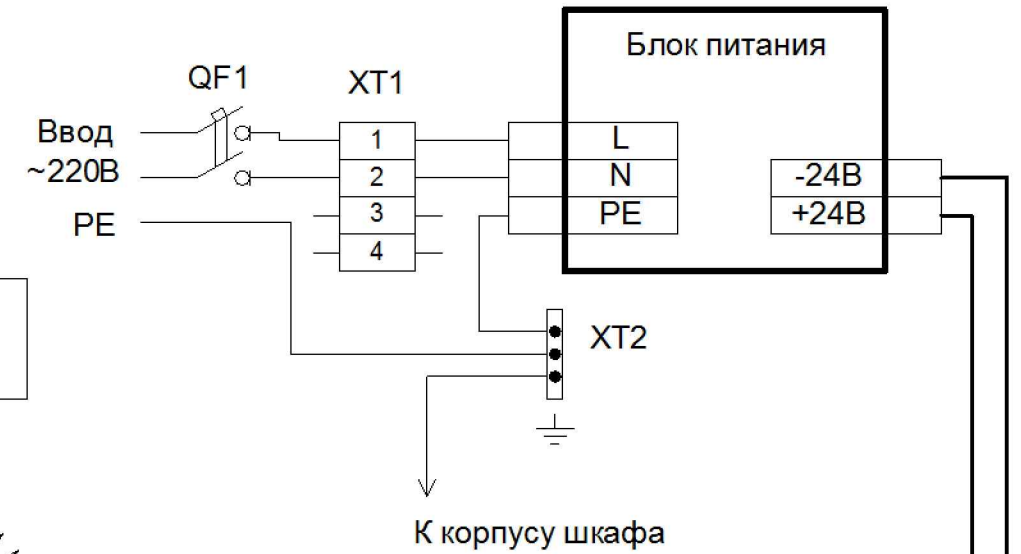 Блок питания
QF1
XT1
Ввод
~220В
PE
1
2
3
4
L
N
PE
-24В
+24В
XT2
К корпусу шкафа